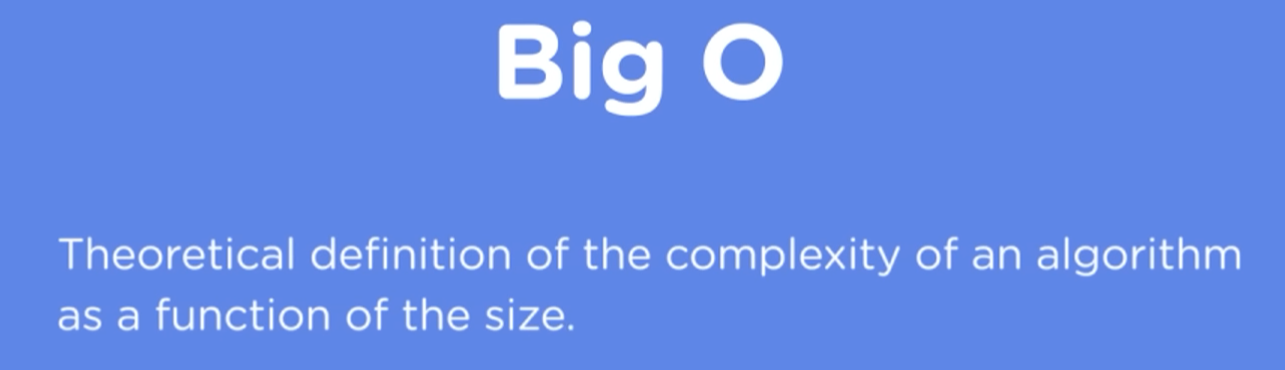 Big O
Theoretical definition of the complexity of an algorithm
as a function of the size.